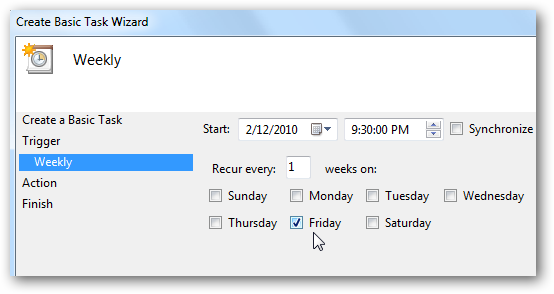 Create Basic Task Wizard
Weekly
Create a Basic Task
Trigger
Weekly
Action
Finish
Start: 2/12/2010 9:30:00 PM Synchronize
Recur every: 1 weeks on:
Sunday Monday Tuesday Wednesday
Thursday Friday Saturday